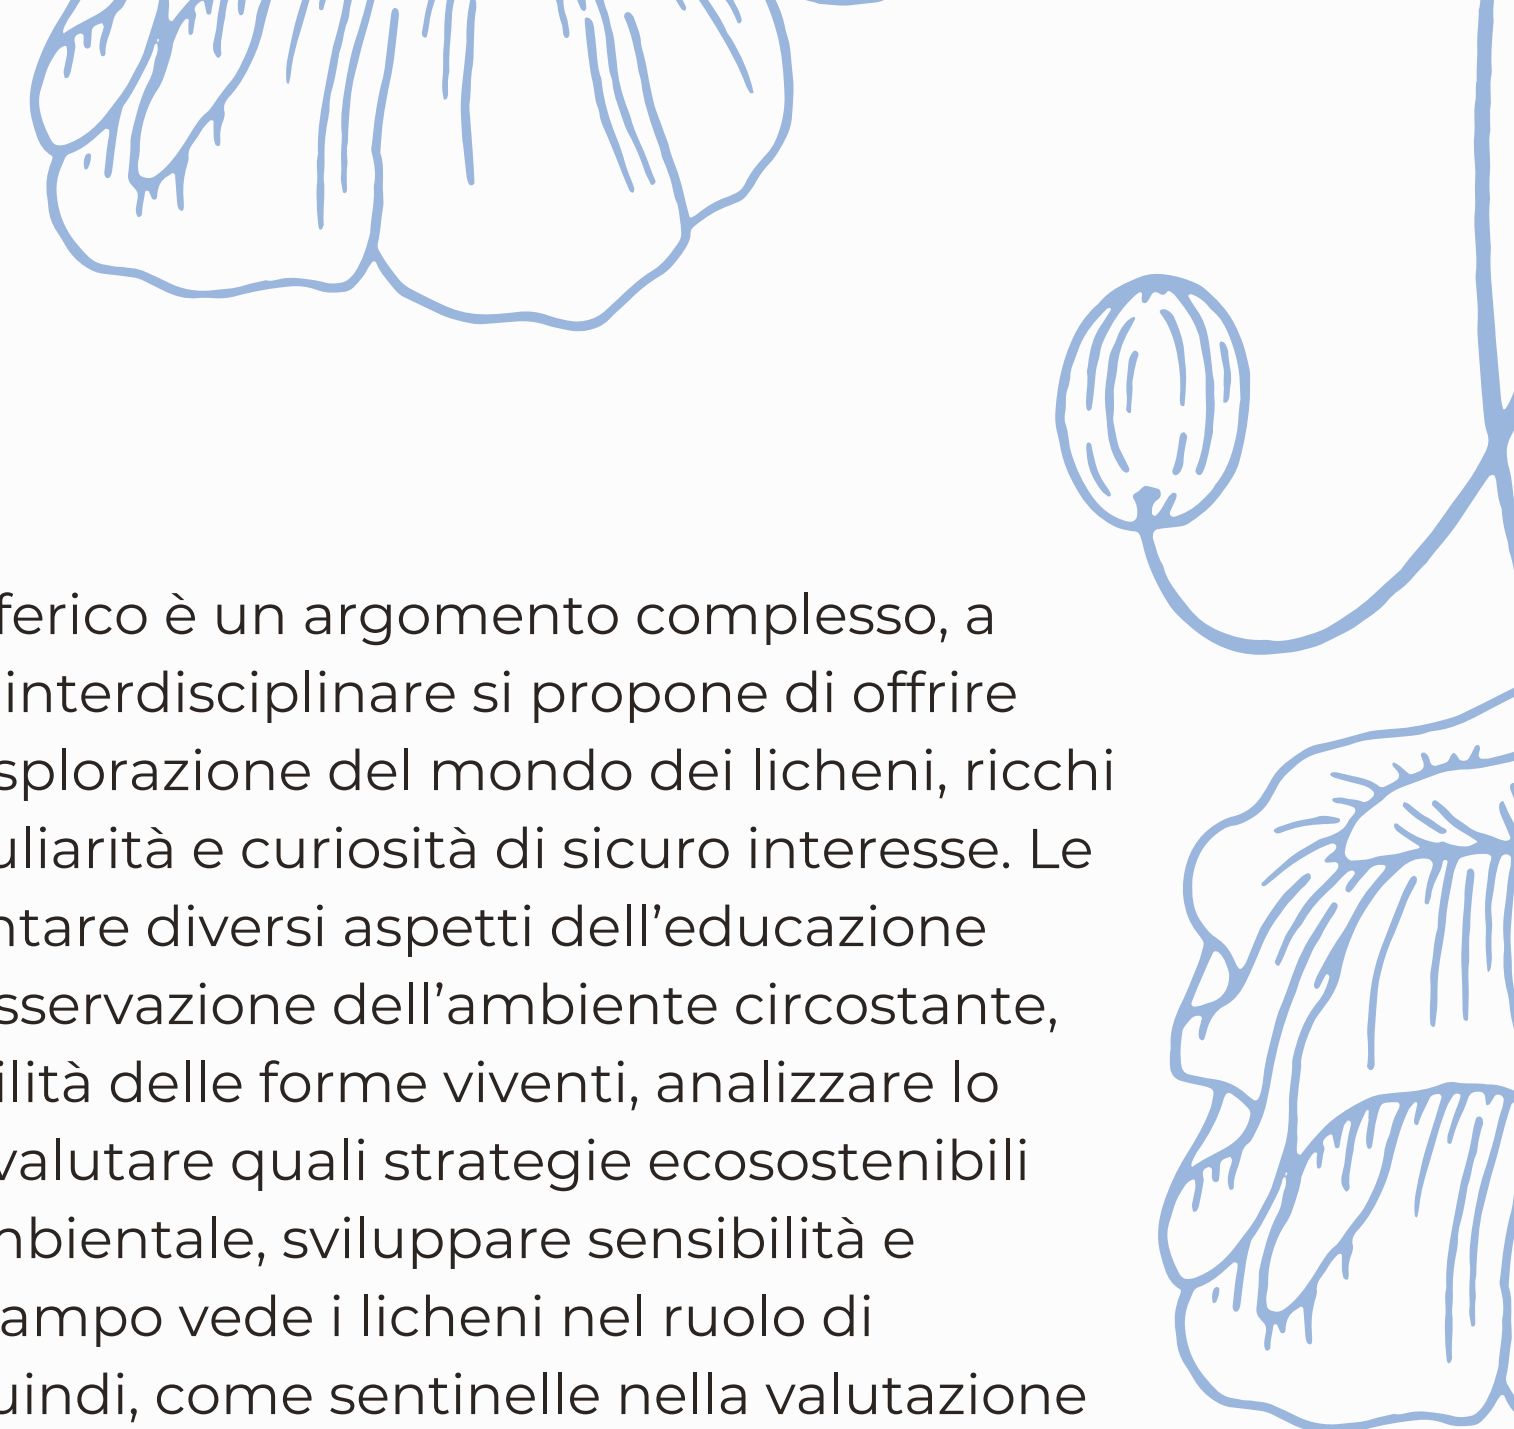 ferico è un argomento complesso, a
interdisciplinare si propone di offrire
splorazione del mondo dei licheni, ricchi
uliarità e curiosità di sicuro interesse. Le
ntare diversi aspetti dell’educazione
sservazione dell’ambiente circostante,
ilità delle forme viventi, analizzare lo
valutare quali strategie ecosostenibili
mbientale, sviluppare sensibilità e
ampo vede i licheni nel ruolo di
uindi, come sentinelle nella valutazione